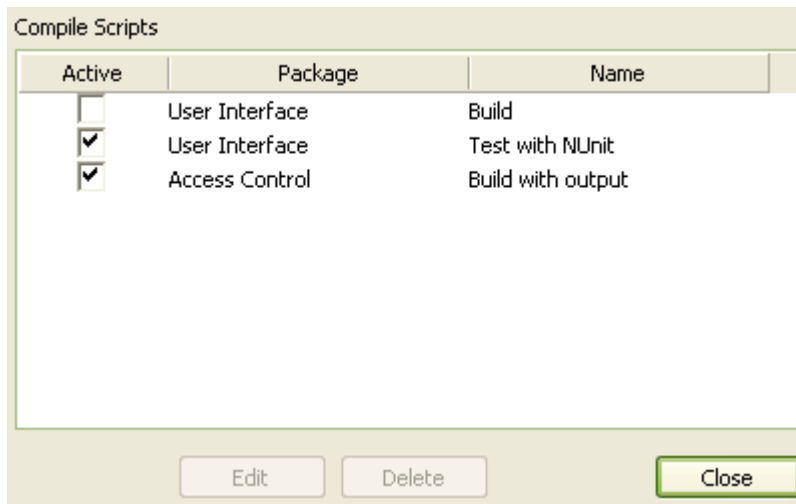 Compile Scripts
Active Package Name
User Interface Build
User Interface Test with NUnit
Access Control Build with output
Edit Delete Close